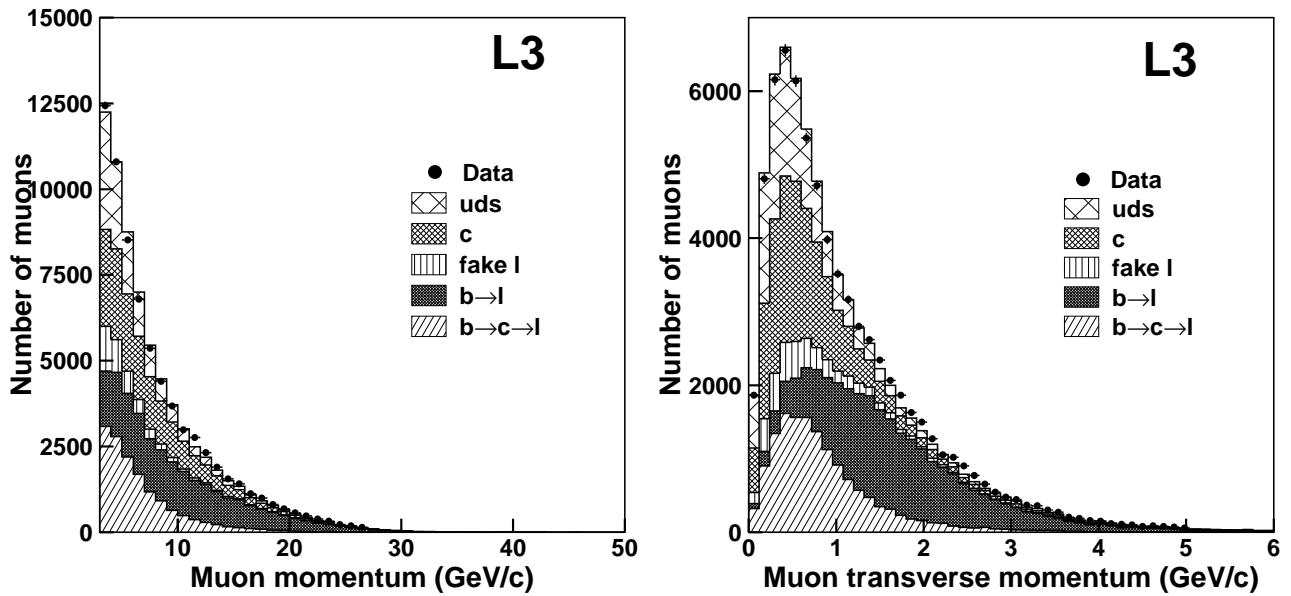 L3
Number of muons
15000
12500
10000
7500
5000
2500
0
Data
uds
c
fake l
b→l
b→c→l
10 20 30 40 50
Muon momentum (GeV/c)
L3
Number of muons
6000
4000
2000
0
Data
uds
c
fake l
b→l
b→c→l
0 1 2 3 4 5 6
Muon transverse momentum (GeV/c)